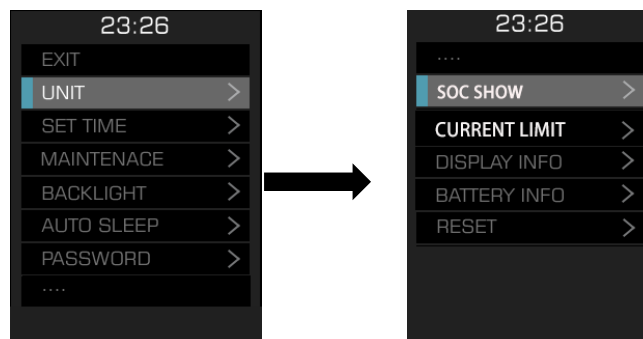 23:26
EXIT
UNIT >
SET TIME >
MAINTENACE >
BACKLIGHT >
AUTO SLEEP >
PASSWORD >
....
23:26
....
SOC SHOW >
CURRENT LIMIT >
DISPLAY INFO >
BATTERY INFO >
RESET >